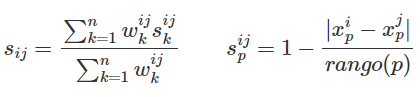 $s_{ij} = \frac{\sum_{k=1}^{n} w_k^{ij} s_k^{ij}}{\sum_{k=1}^{n} w_k^{ij}}$ $s_p^{ij} = 1 - \frac{|x_p^i - x_p^j|}{rango(p)}$